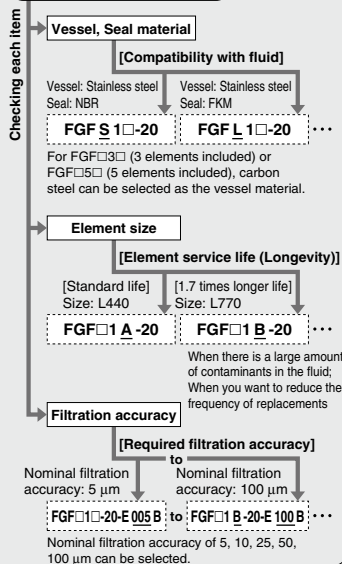 Checking each item
Vessel, Seal material
[Compatibility with fluid]
Vessel: Stainless steel
Seal: NBR
Vessel: Stainless steel
Seal: FKM
FGF S 1□-20
FGF L 1□-20 ···
For FGF□3□ (3 elements included) or
FGF□5□ (5 elements included), carbon
steel can be selected as the vessel material.
Element size
[Element service life (Longevity)]
[Standard life]
Size: L440
[1.7 times longer life]
Size: L770
FGF□1 A -20
FGF□1 B -20 ···
When there is a large amount
of contaminants in the fluid;
When you want to reduce the
frequency of replacements
Filtration accuracy
[Required filtration accuracy]
to
Nominal filtration
accuracy: 5 μm
Nominal filtration
accuracy: 100 μm
FGF□1□-20-E 005 B to FGF□1 B -20-E 100 B ···
Nominal filtration accuracy of 5, 10, 25, 50,
100 μm can be selected.